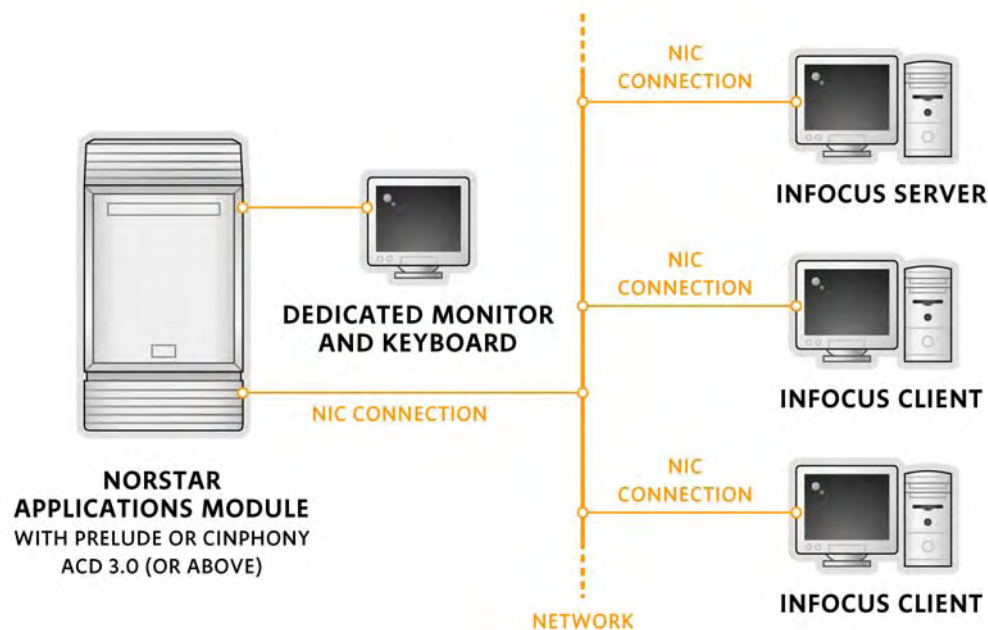 NIC
CONNECTION
INFOCUS SERVER
DEDICATED MONITOR
AND KEYBOARD
NIC
CONNECTION
INFOCUS CLIENT
NIC CONNECTION
NORSTAR
APPLICATIONS MODULE
WITH PRELUDE OR CINPHONY
ACD 3.0 (OR ABOVE)
NIC
CONNECTION
INFOCUS CLIENT
NETWORK